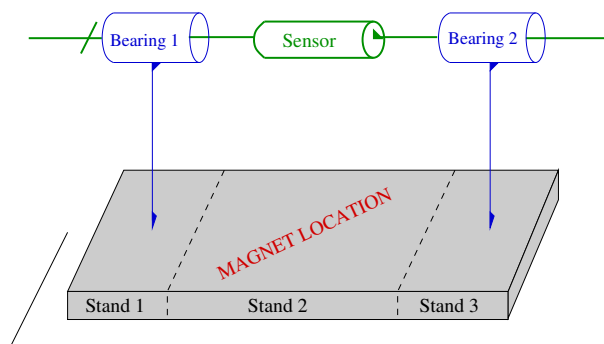 Bearing 1
Sensor
Bearing 2
MAGNET LOCATION
Stand 1
Stand 2
Stand 3